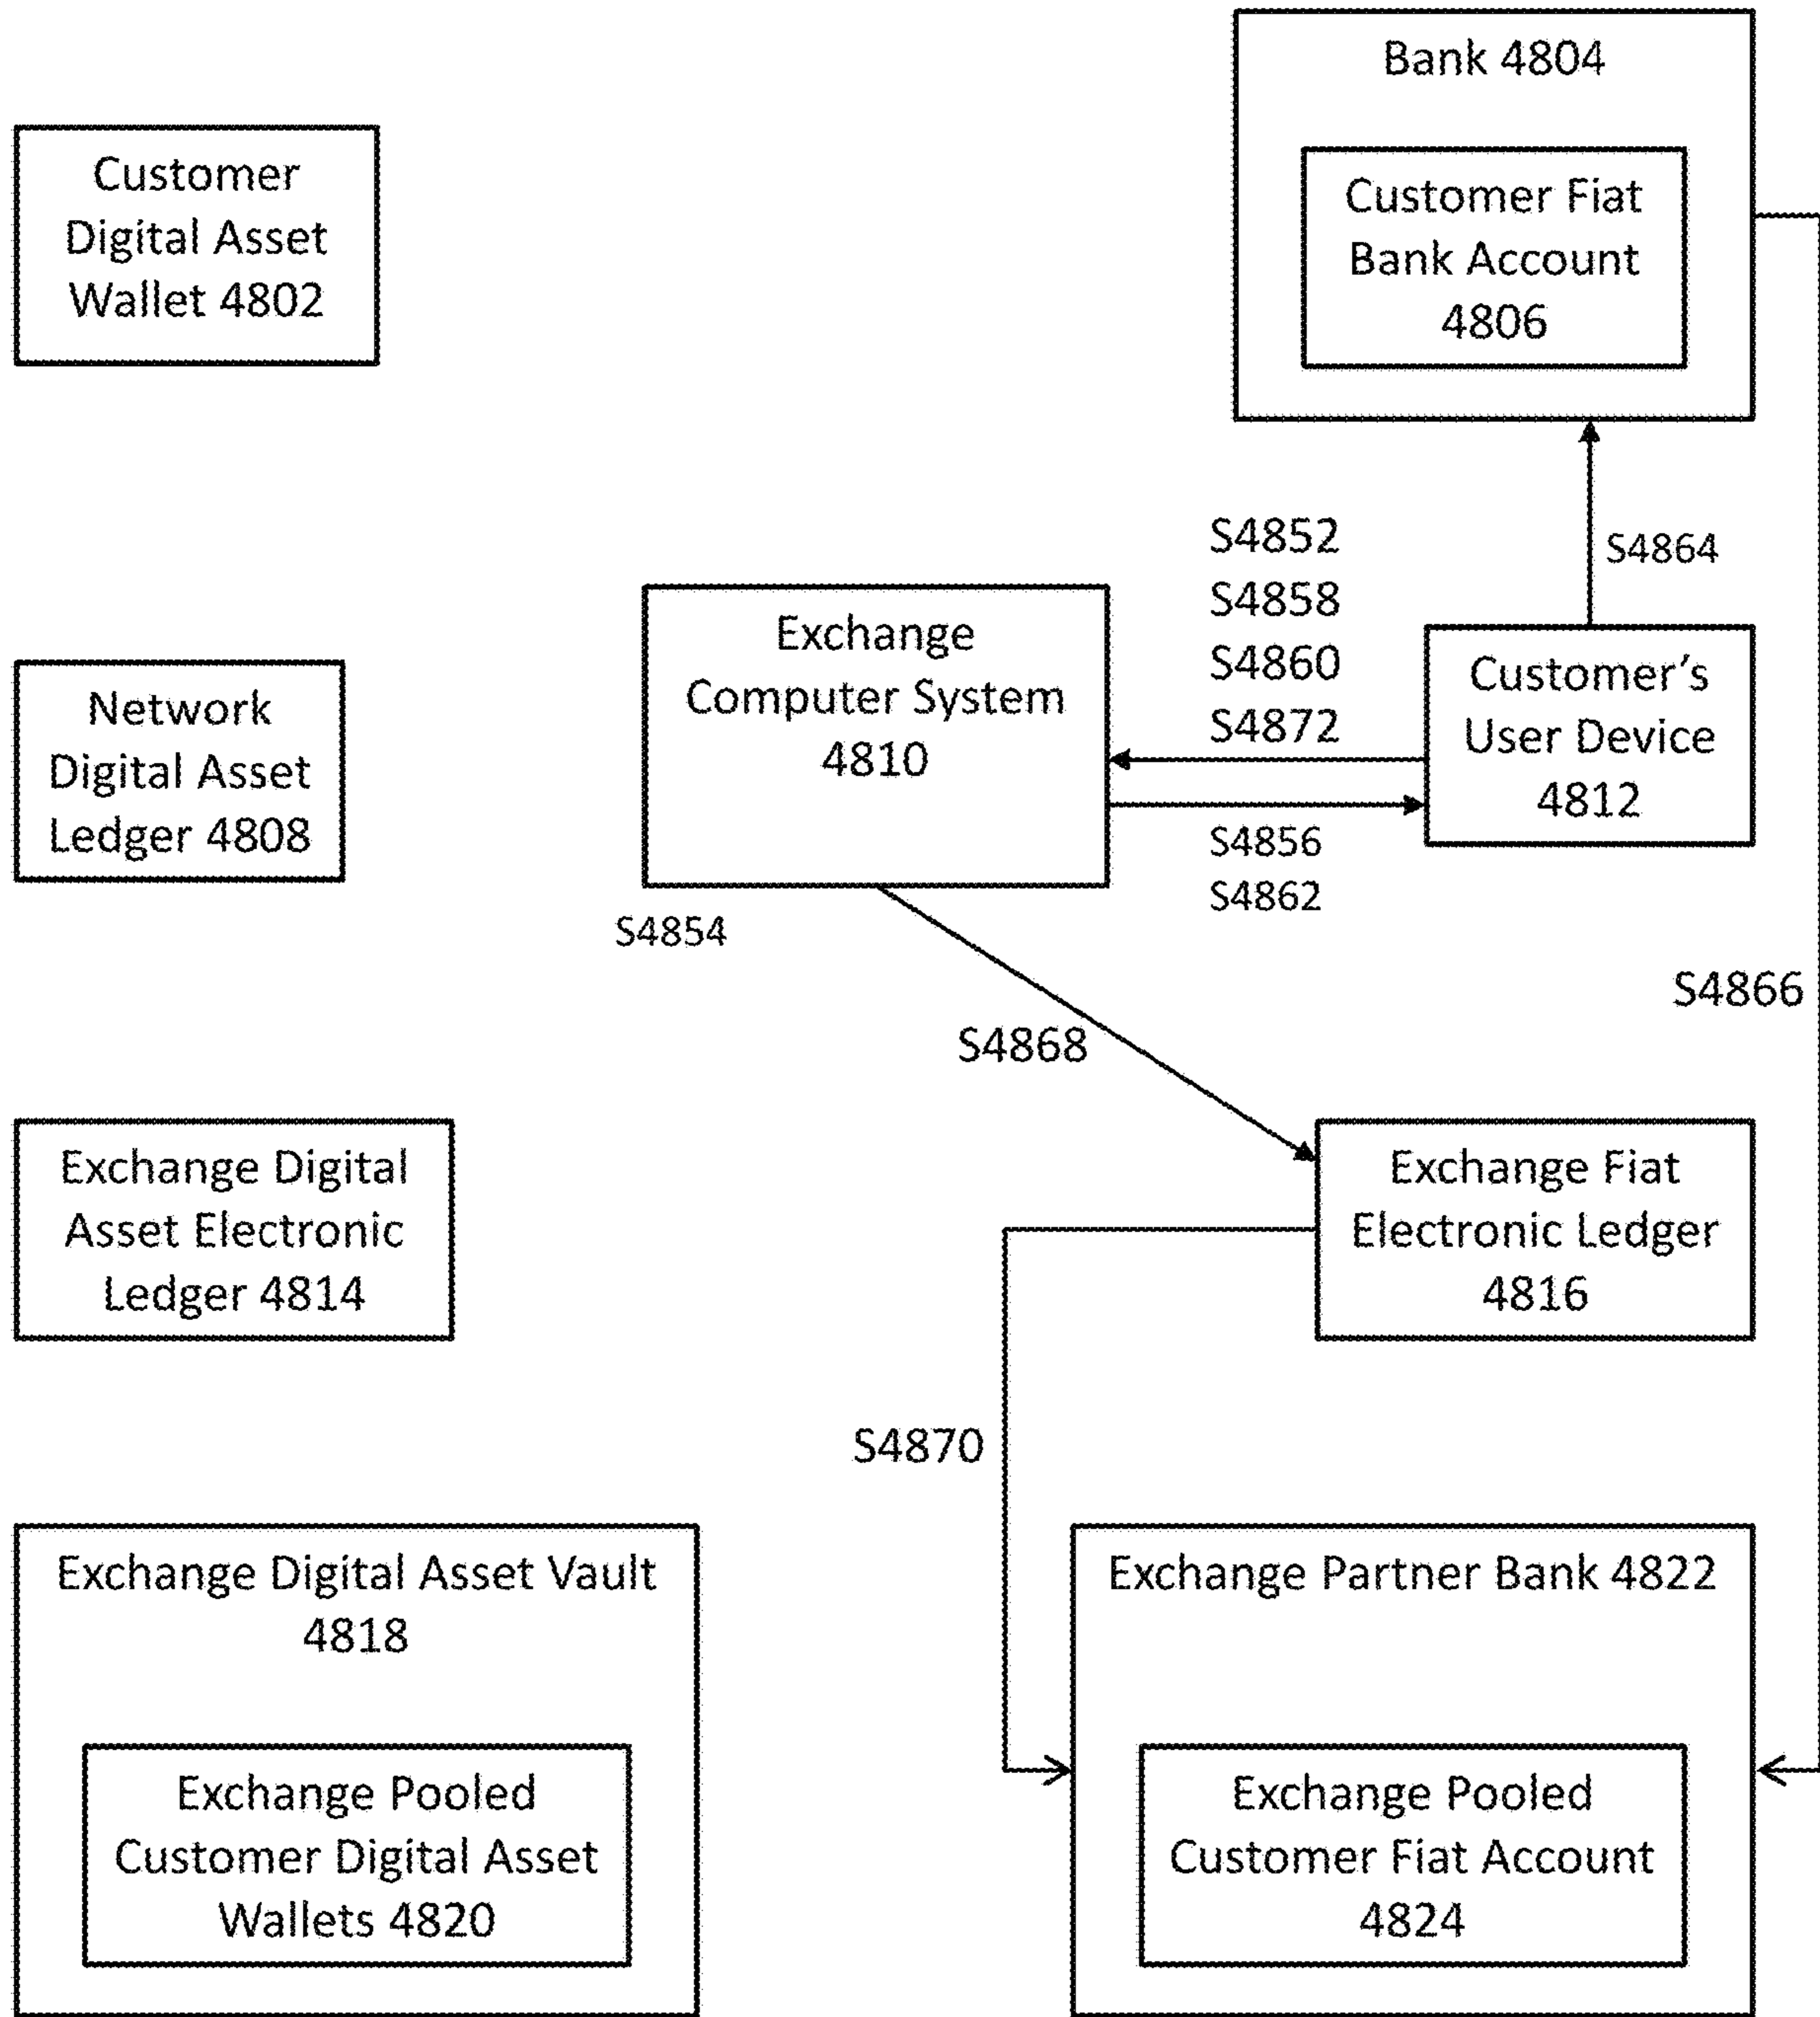 Bank 4804
Customer
Digital Asset
Wallet 4802
Customer Fiat
Bank Account
4806
S4852
S4858
S4860
S4872
S4864
Exchange
Computer System
4810
Customer's
User Device
4812
Network
Digital Asset
Ledger 4808
S4856
S4862
S4854
S4866
S4868
Exchange Digital
Asset Electronic
Ledger 4814
Exchange Fiat
Electronic Ledger
4816
S4870
Exchange Digital Asset Vault
4818
Exchange Partner Bank 4822
Exchange Pooled
Customer Digital Asset
Wallets 4820
Exchange Pooled
Customer Fiat Account
4824